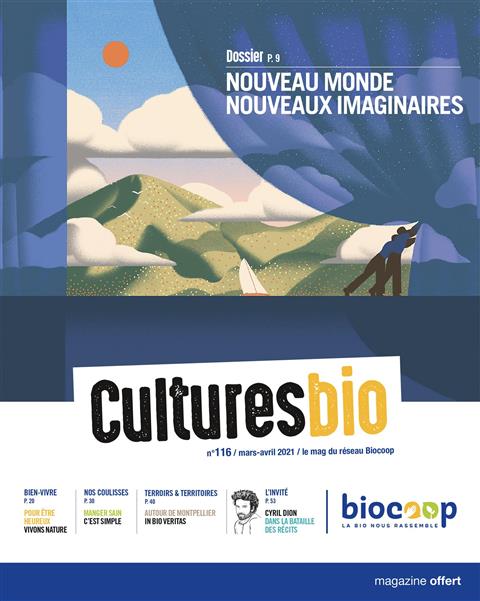 Dossier P. 9
NOUVEAU MONDE
NOUVEAUX IMAGINAIRES
Culturesbio
n°116 / mars-avril 2021 / le mag du réseau Biocoop
BIEN-VIVRE
P. 20
POUR ÊTRE
HEUREUX
VIVONS NATURE
NOS COULISSES
P. 30
MANGER SAIN
C'EST SIMPLE
TERROIRS & TERRITOIRES
P. 40
AUTOUR DE MONTPELLIER
IN BIO VERITAS
L'INVITÉ
P. 53
CYRIL DION
DANS LA BATAILLE
DES RÉCITS
biocoop
LA BIO NOUS RASSEMBLE
magazine offert